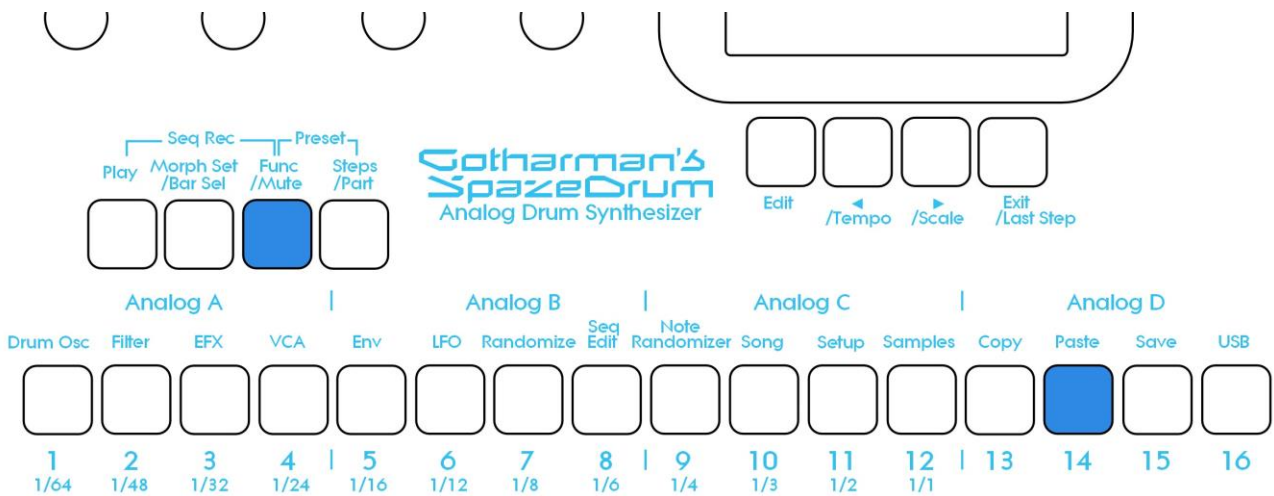 Seq Rec Preset
Play Morph Set /Bar Sel Func /Mute Steps /Part
Gotharman's
SpazeDrum
Analog Drum Synthesizer
Edit ◄ /Tempo ► /Scale Exit /Last Step
Analog A | Analog B | Analog C | Analog D
Drum Osc Filter EFX VCA Env LFO Randomize Seq Edit Note Randomizer Song Setup Samples Copy Paste Save USB
1 2 3 4 | 5 6 7 8 | 9 10 11 12 | 13 14 15 16
1/64 1/48 1/32 1/24 1/16 1/12 1/8 1/6 1/4 1/3 1/2 1/1